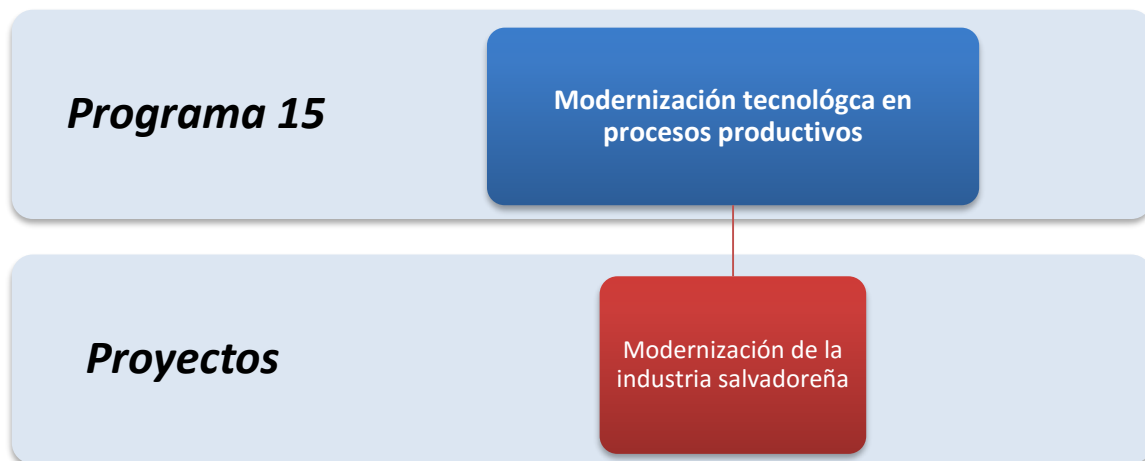 Programa 15
Modernización tecnológca en
procesos productivos
Proyectos
Modernización de la
industria salvadoreña